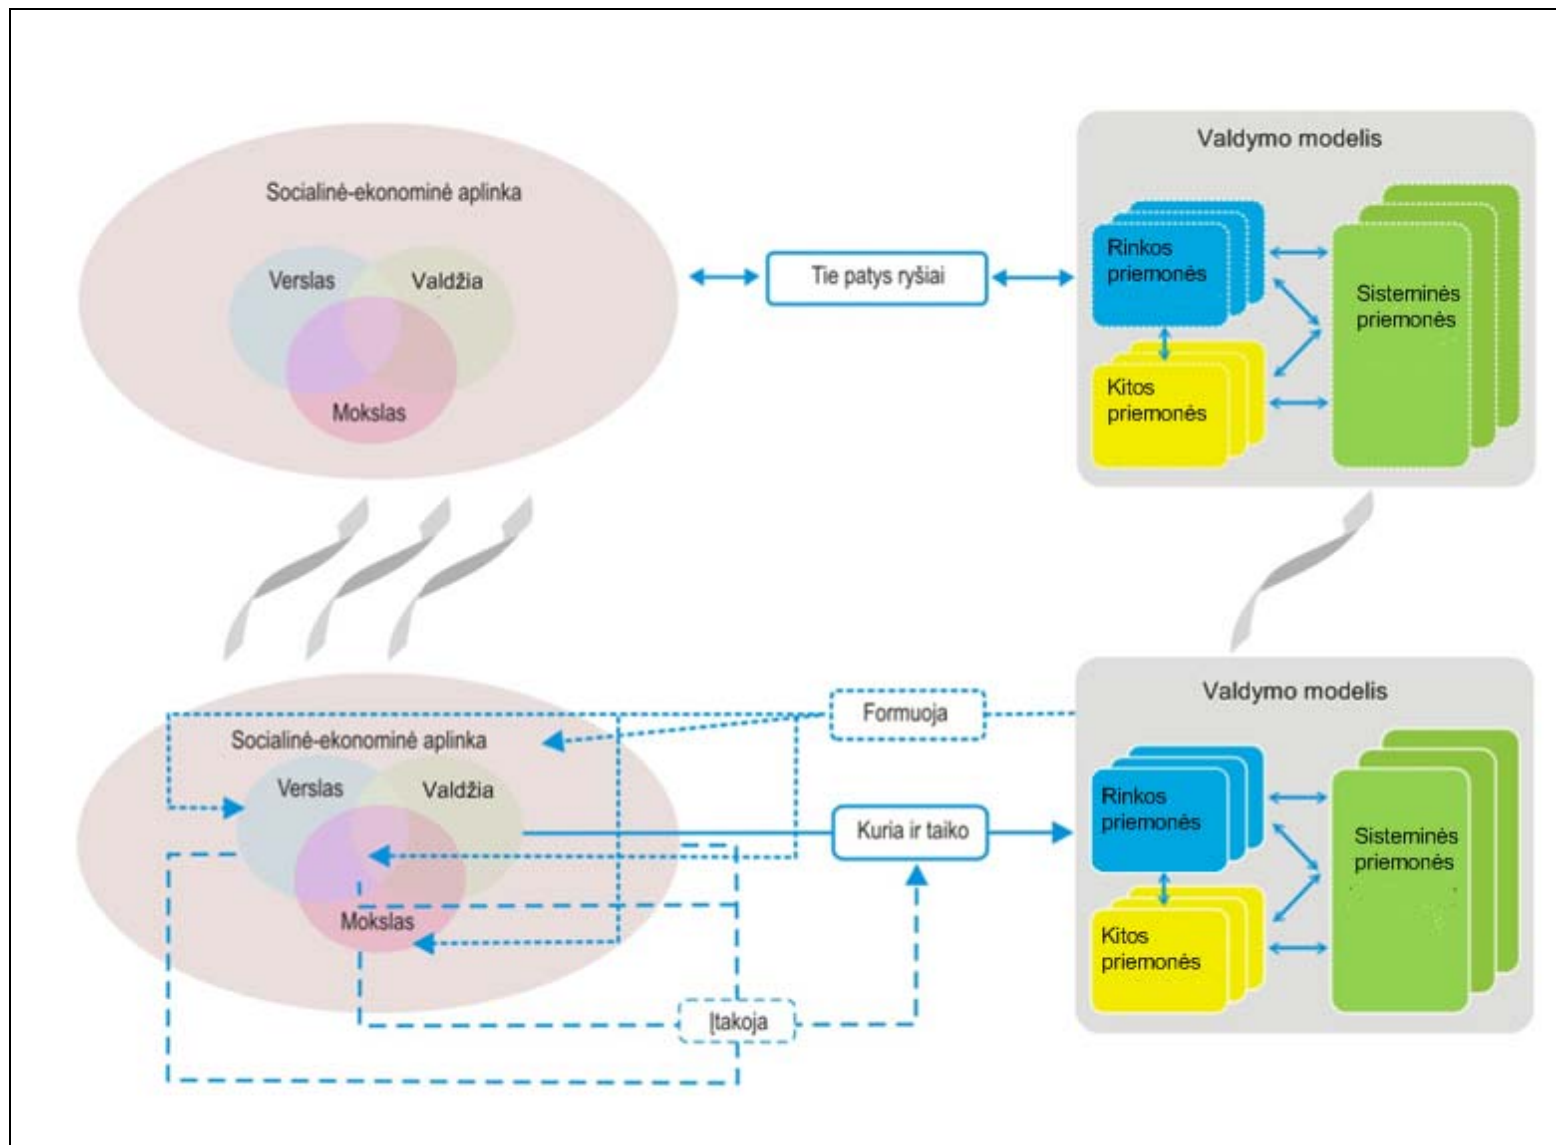 Valdymo modelis
Socialinė-ekonominė aplinka
Verslas
Valdžia
Mokslas
Tie patys ryšiai
Rinkos
priemonės
Kitos
priemonės
Sisteminės
priemonės
Valdymo modelis
Formuoja
Socialinė-ekonominė aplinka
Verslas
Valdžia
Mokslas
Kuria ir taiko
Įtakoja
Rinkos
priemonės
Kitos
priemonės
Sisteminės
priemonės